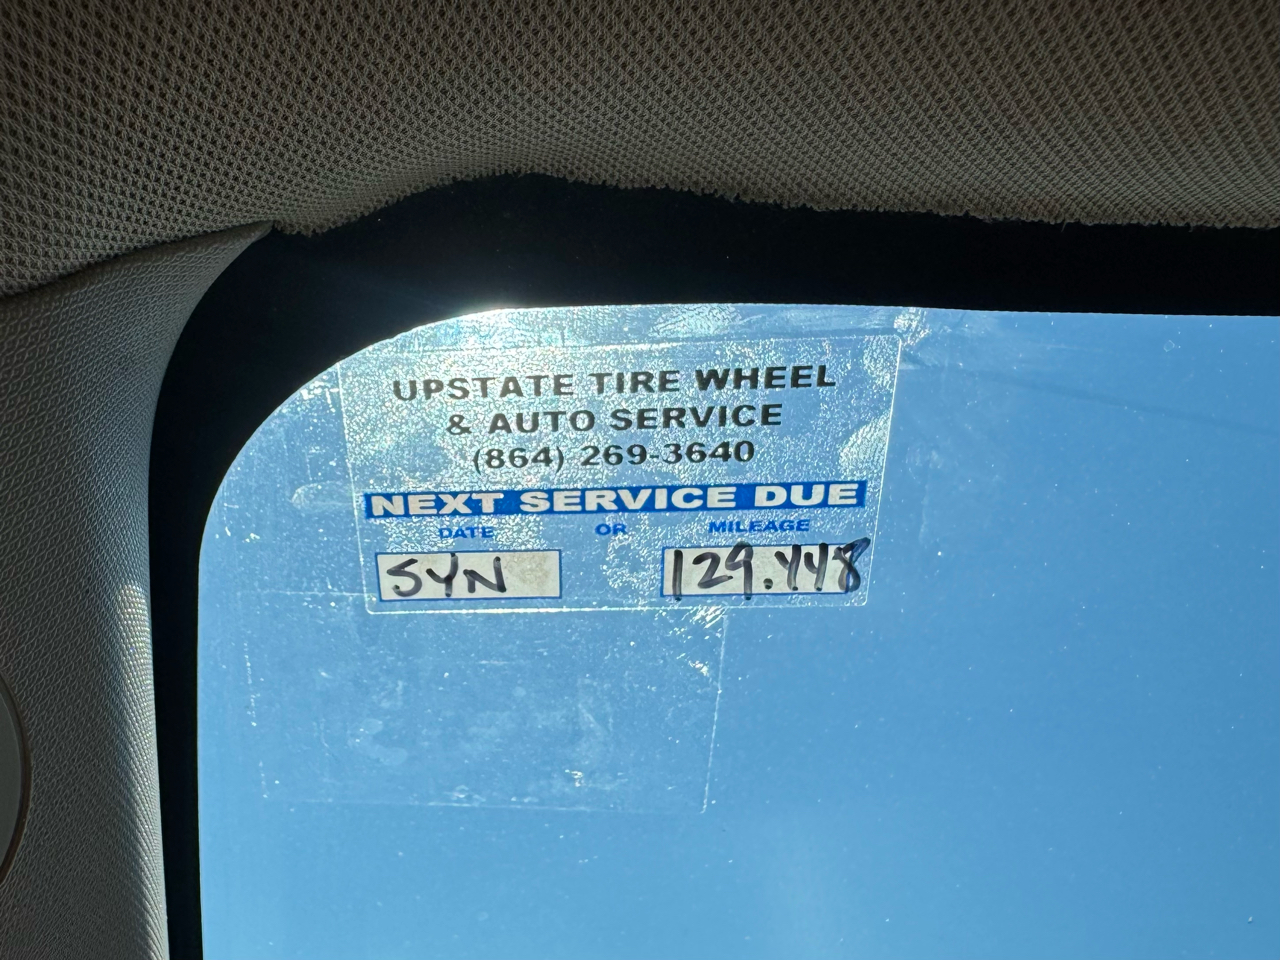 UPSTATE TIRE WHEEL
& AUTO SERVICE
(864) 269-3640
NEXT SERVICE DUE
DATE OR MILEAGE
SYN 129.448